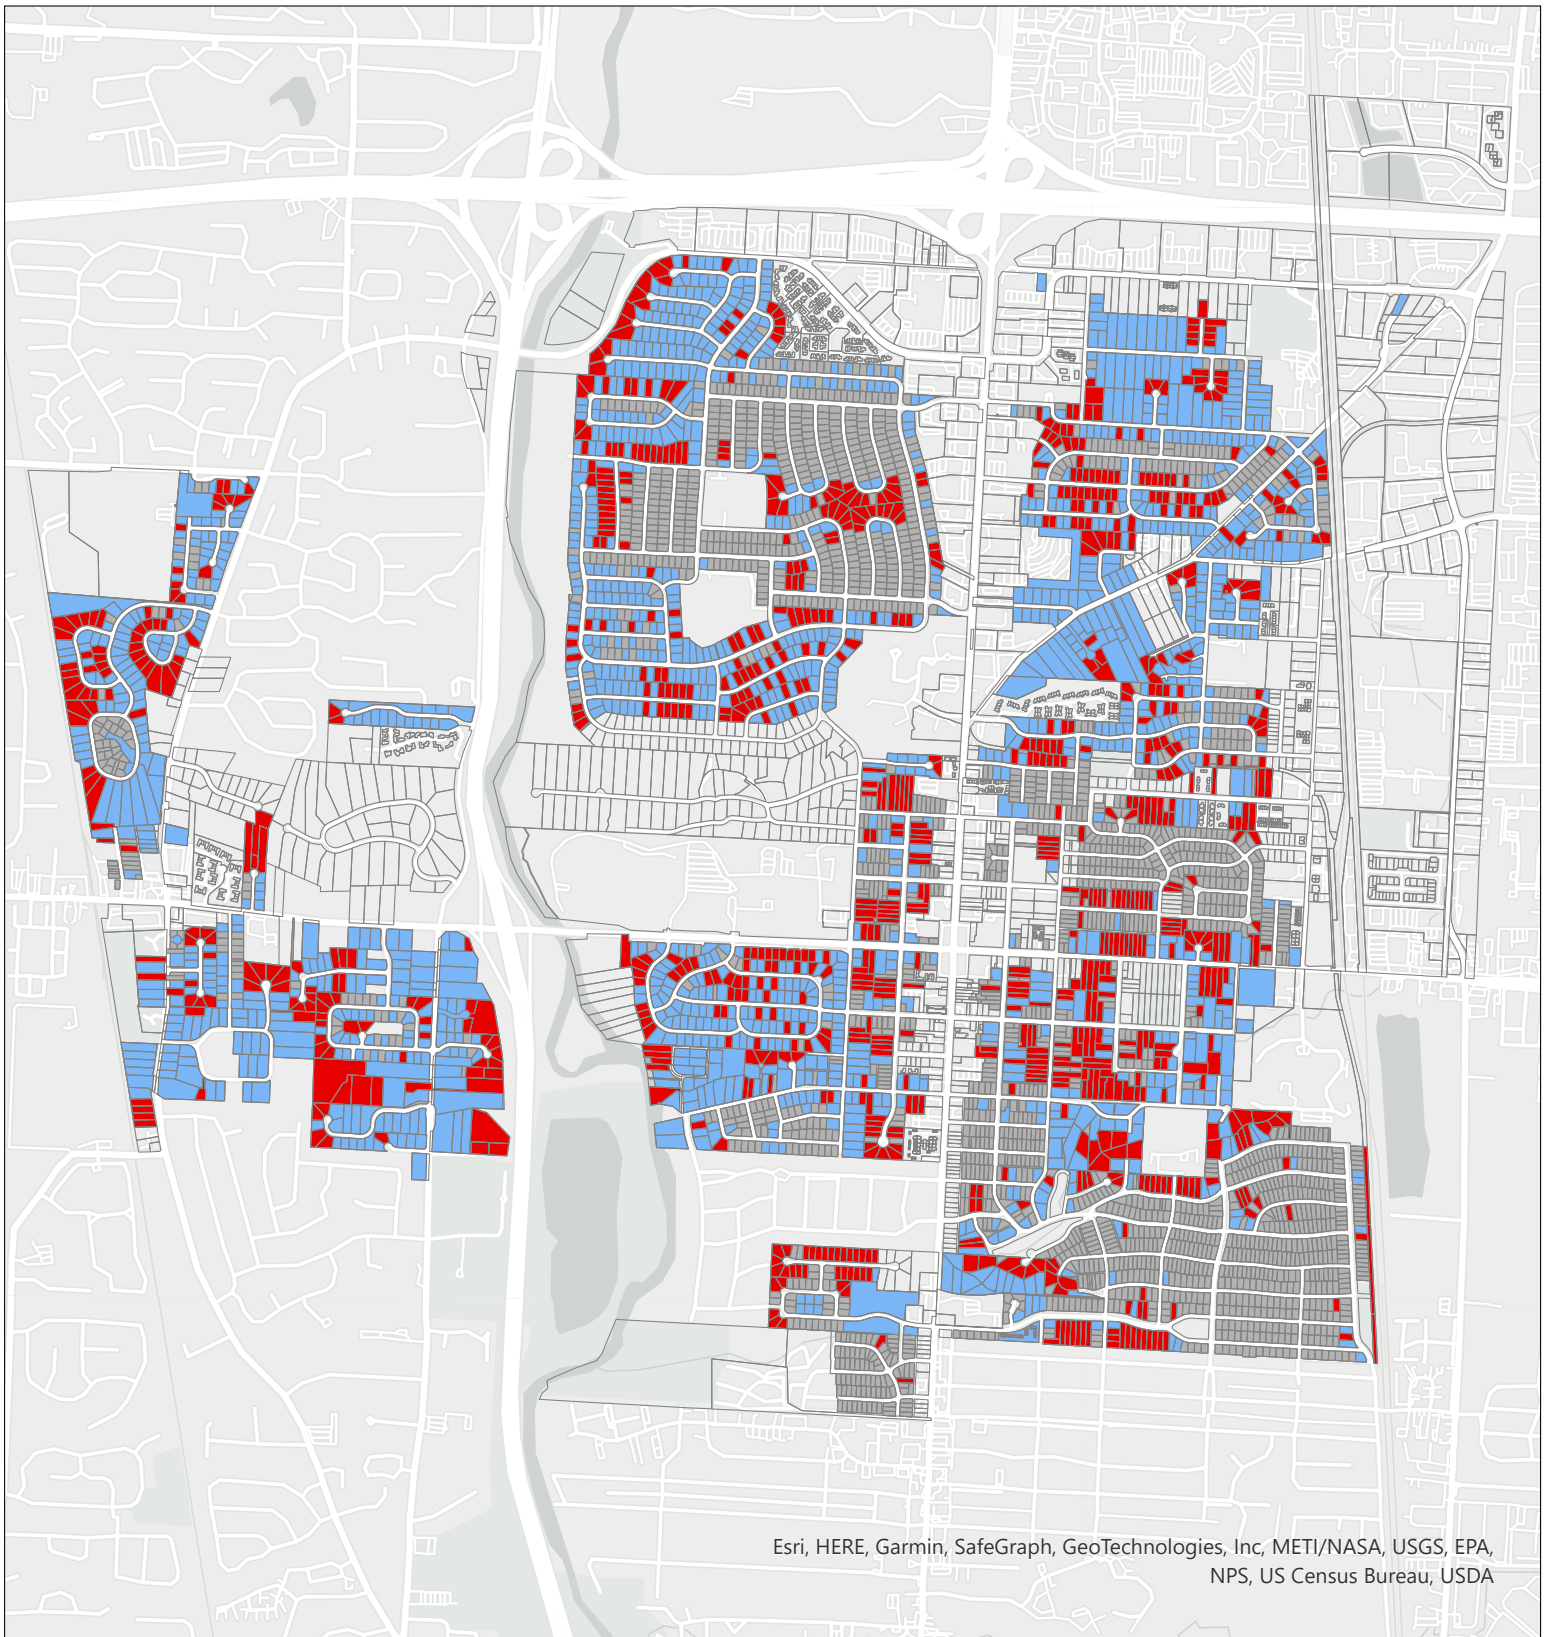 Esri, HERE, Garmin, SafeGraph, GeoTechnologies, Inc, METI/NASA, USGS, EPA,
NPS, US Census Bureau, USDA